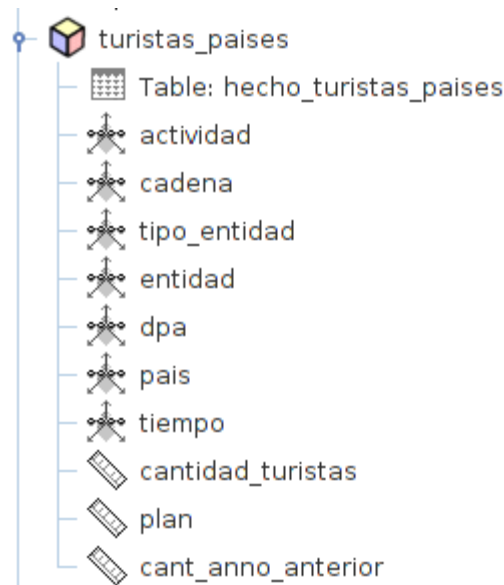 turistas_paises
Table: hecho_turistas_paises
actividad
cadena
tipo_entidad
entidad
dpa
pais
tiempo
cantidad_turistas
plan
cant_anno_anterior